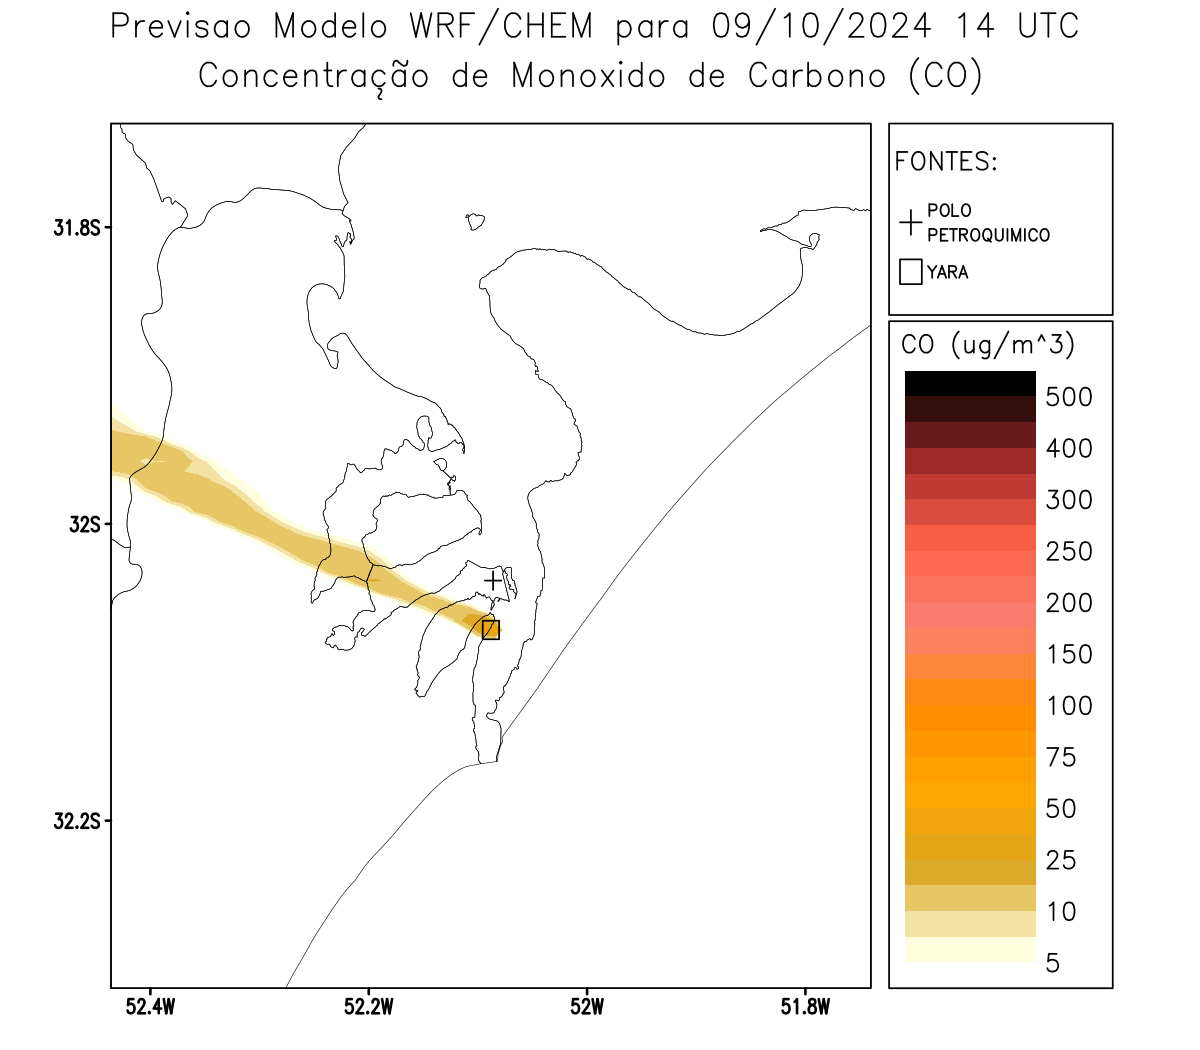 Previsao Modelo WRF/CHEM para 09/10/2024 14 UTC
Concentração de Monoxido de Carbono (CO)
FONTES:
POLO
PETROQUIMICO
YARA
CO (ug/m^3)
500
400
300
250
200
150
100
75
50
25
10
5
31.8S
32S
32.2S
52.4W
52.2W
52W
51.8W